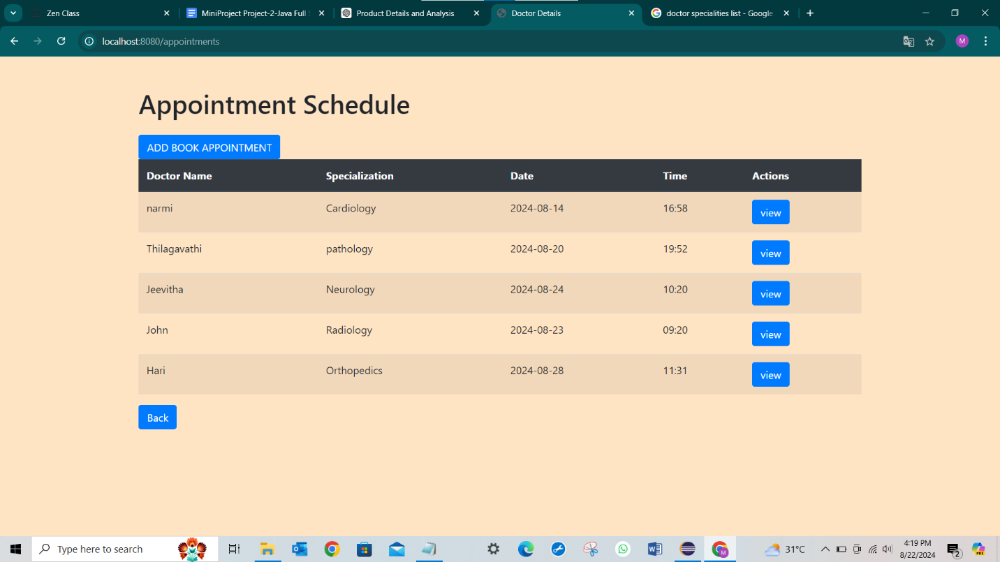 Zen Class
MiniProject Project-2-Java Full S
Product Details and Analysis
Doctor Details
doctor specialities list - Google
localhost:8080/appointments
M
Appointment Schedule
ADD BOOK APPOINTMENT
Doctor Name Specialization Date Time Actions
narmi Cardiology 2024-08-14 16:58 view
Thilagavathi pathology 2024-08-20 19:52 view
Jeevitha Neurology 2024-08-24 10:20 view
John Radiology 2024-08-23 09:20 view
Hari Orthopedics 2024-08-28 11:31 view
Back
Type here to search
31°C
4:19 PM
8/22/2024
2